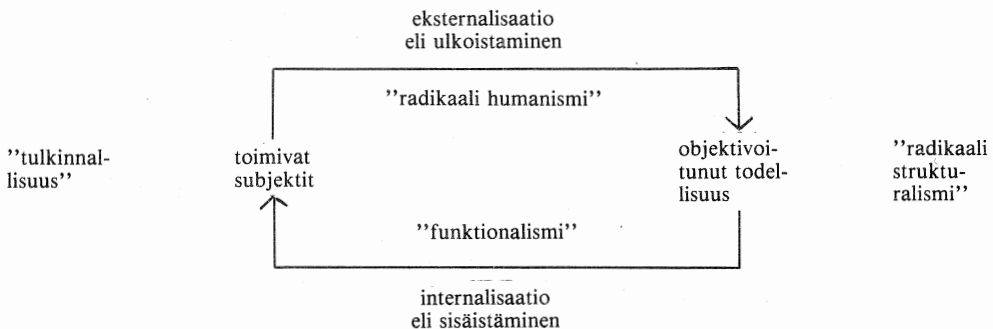 eksternalisaatio
eli ulkoistaminen
”radikaali humanismi”
”tulkinnal-
lisuus”
toimivat
subjektit
objektivoi-
tunut todel-
lisuus
”radikaali
struktu-
ralismi”
”funktionalismi”
internalisaatio
eli sisäistäminen